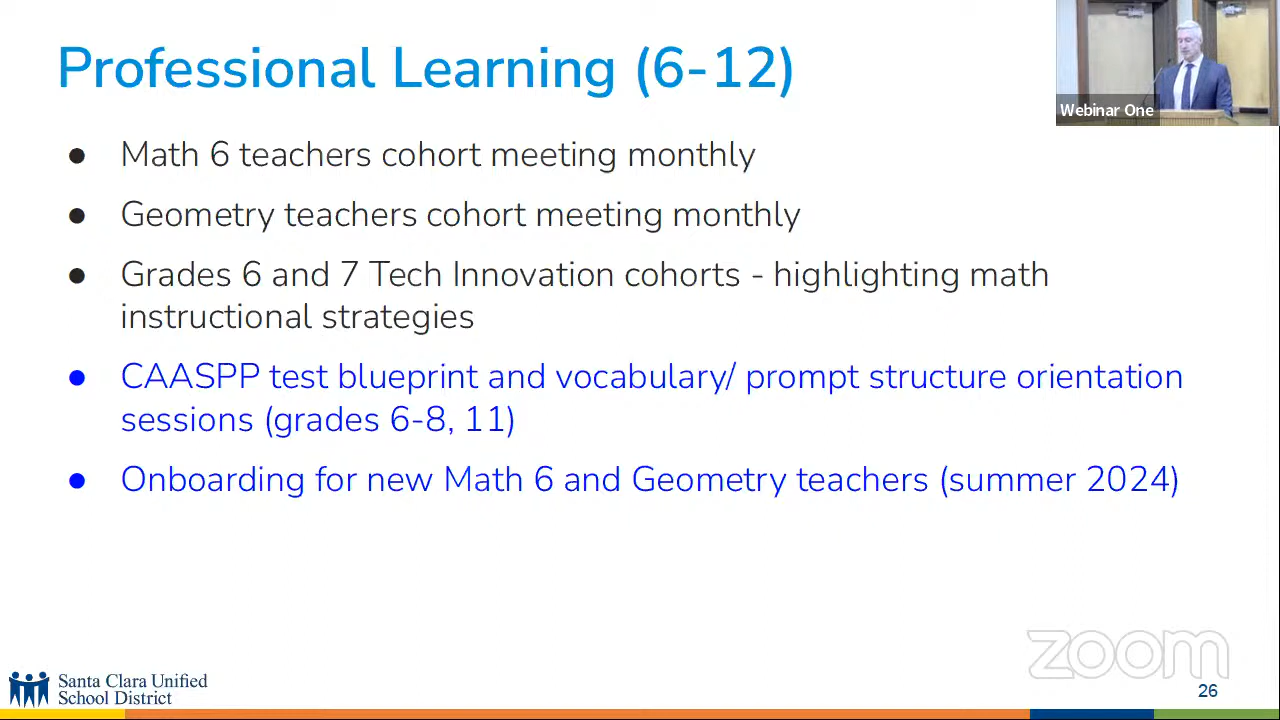 Professional Learning (6-12)
Webinar One
● Math 6 teachers cohort meeting monthly
● Geometry teachers cohort meeting monthly
● Grades 6 and 7 Tech Innovation cohorts - highlighting math
instructional strategies
● CAASPP test blueprint and vocabulary/ prompt structure orientation
sessions (grades 6-8, 11)
● Onboarding for new Math 6 and Geometry teachers (summer 2024)
zoom
Santa Clara Unified
School District
26